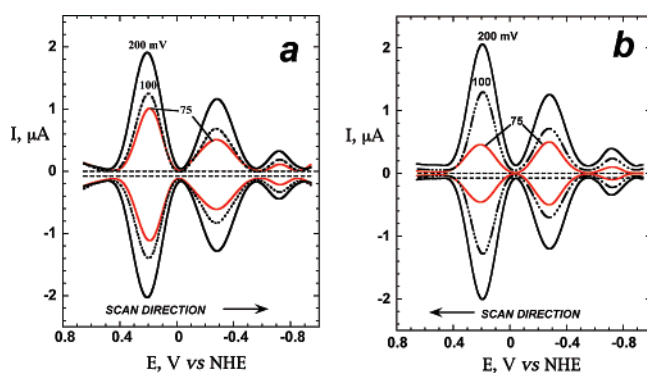 a
200 mV
100
75
I, μA
2
1
0
-1
-2
SCAN DIRECTION
0.8 0.4 0 -0.4 -0.8
E, V vs NHE
b
200 mV
100
75
I, μA
2
1
0
-1
-2
SCAN DIRECTION
0.8 0.4 0 -0.4 -0.8
E, V vs NHE